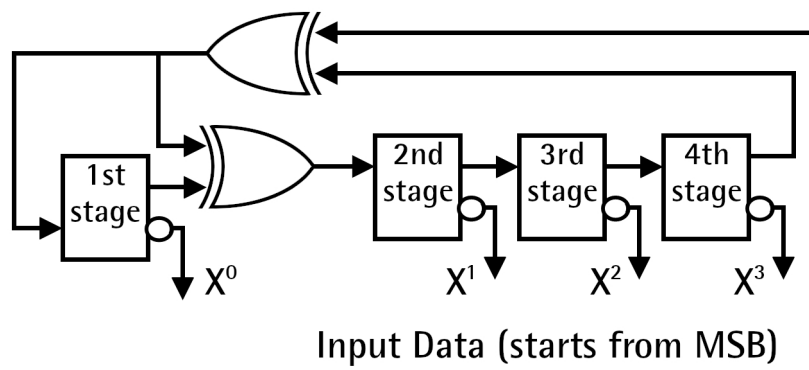 1st
stage
2nd
stage
3rd
stage
4th
stage
X⁰
X¹
X²
X³
Input Data (starts from MSB)